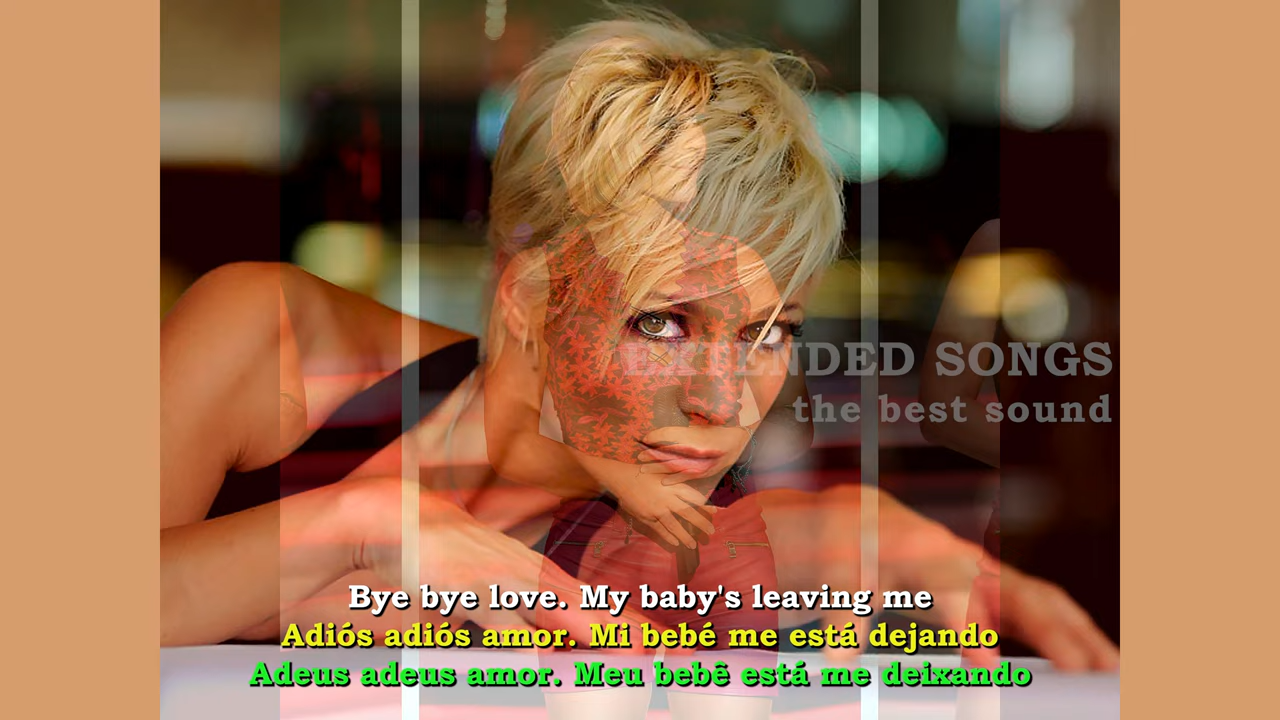 EXTENDED SONGS
the best sound
Bye bye love. My baby's leaving me
Adiós adiós amor. Mi bebé me está dejando
Adeus adeus amor. Meu bebê está me deixando